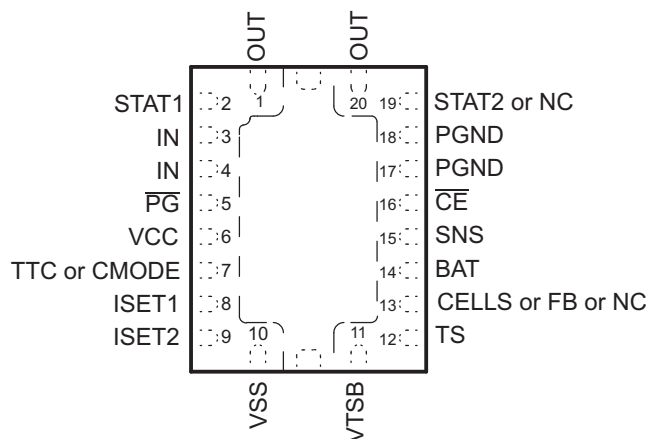 OUT
OUT
STAT1 2 1 20 19 STAT2 or NC
IN 3 18 PGND
IN 4 17 PGND
PG 5 16 CE
VCC 6 15 SNS
TTC or CMODE 7 14 BAT
ISET1 8 13 CELLS or FB or NC
ISET2 9 10 11 12 TS
VSS
VTSB